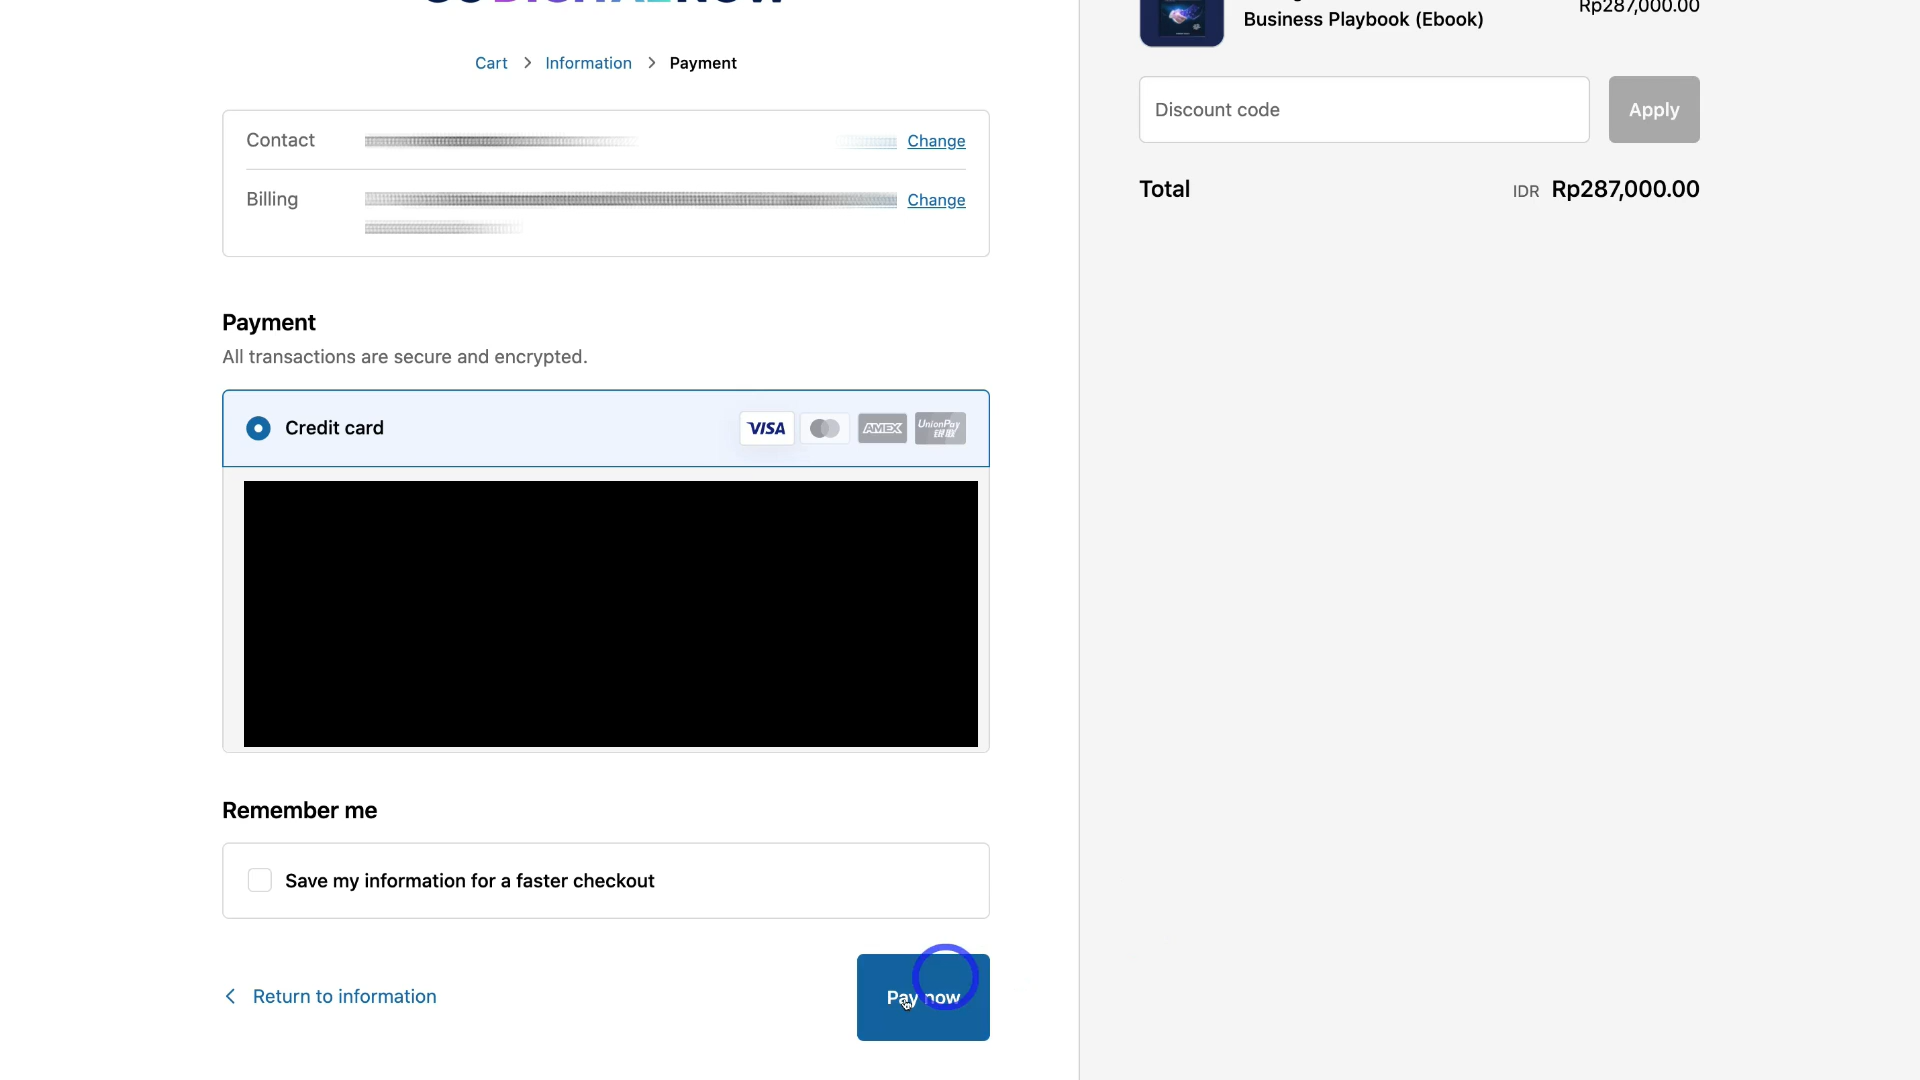 Cart > Information > Payment
Contact
Change
Billing
Change
Payment
All transactions are secure and encrypted.
Credit card
VISA
AMEX
UnionPay
银联
Remember me
Save my information for a faster checkout
Return to information
Pay now
Business Playbook (Ebook)
Rp287,000.00
Discount code
Apply
Total
IDR Rp287,000.00